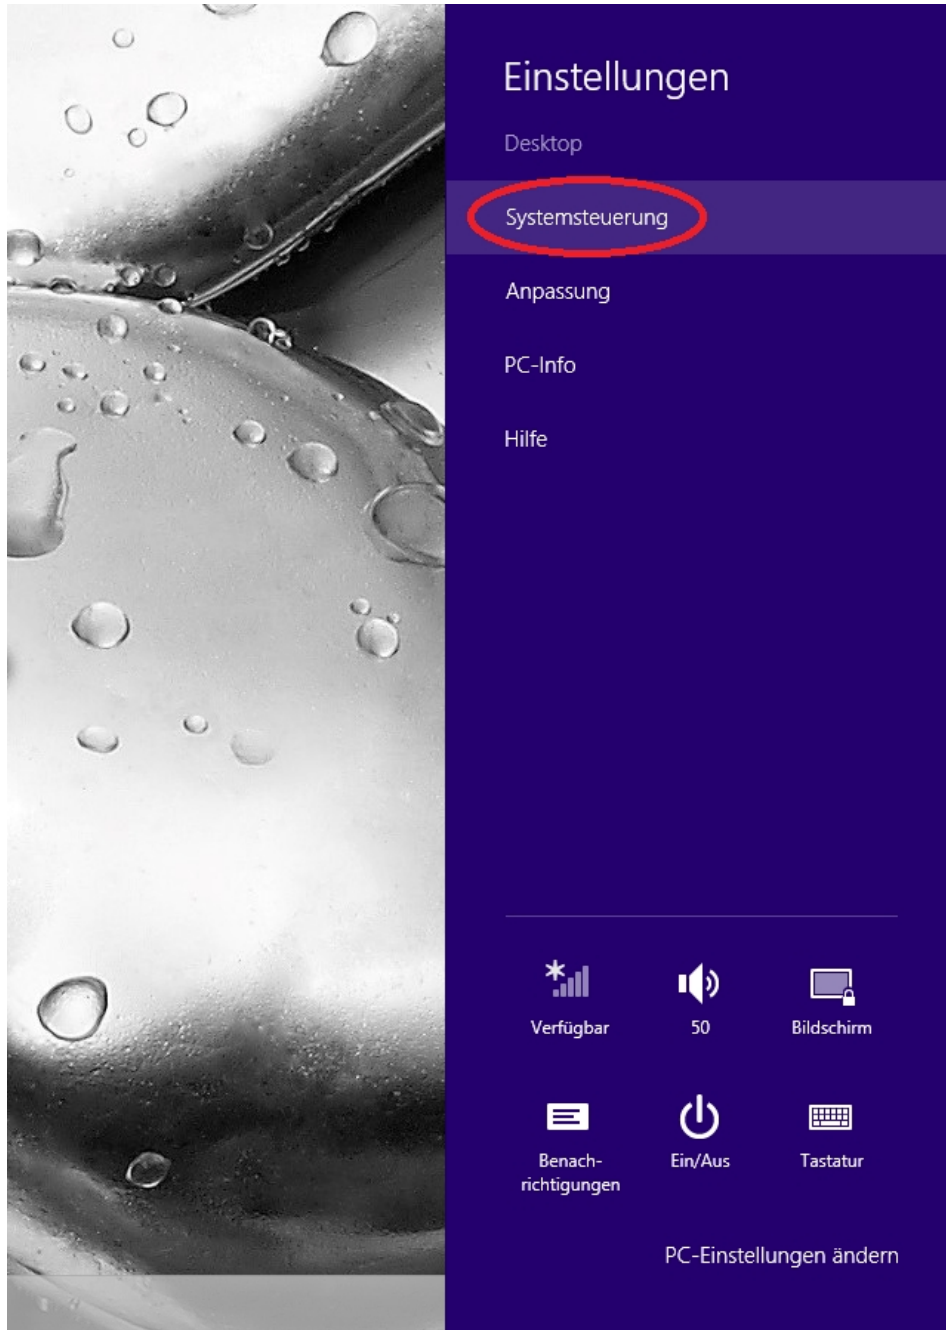 Einstellungen
Desktop
Systemsteuerung
Anpassung
PC-Info
Hilfe
Verfügbar
50
Bildschirm
Benach-
richtigungen
Ein/Aus
Tastatur
PC-Einstellungen ändern